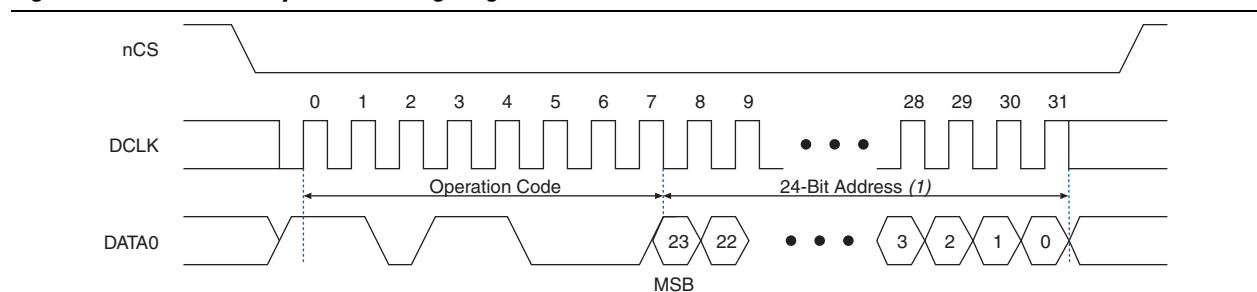 nCS
0 1 2 3 4 5 6 7 8 9 28 29 30 31
DCLK
Operation Code 24-Bit Address (1)
DATA0 23 22 3 2 1 0
MSB